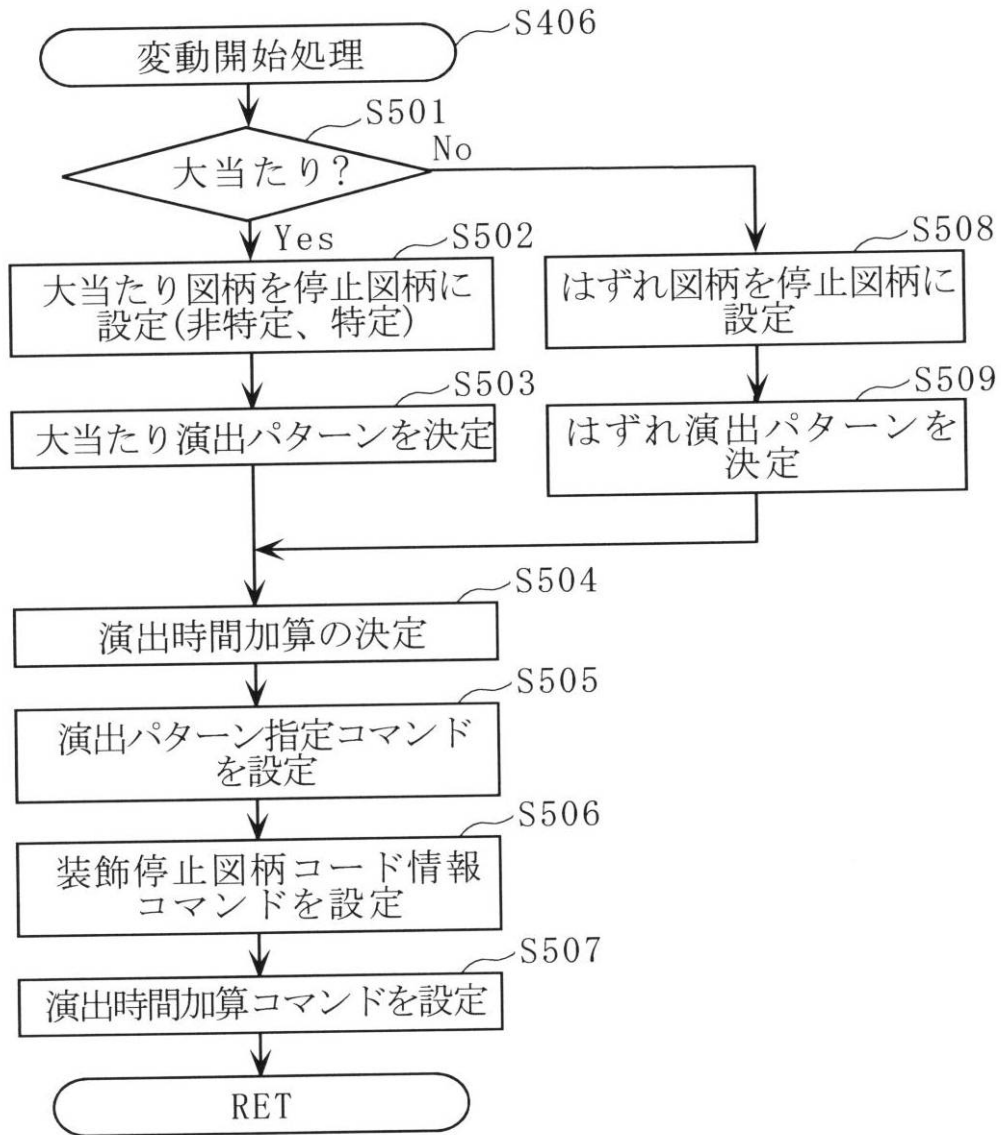 変動開始処理
S406
S501
大当たり?
No
Yes
S502
大当たり図柄を停止図柄に
設定(非特定、特定)
S508
はずれ図柄を停止図柄に
設定
S503
大当たり演出パターンを決定
S509
はずれ演出パターンを
決定
S504
演出時間加算の決定
S505
演出パターン指定コマンド
を設定
S506
装飾停止図柄コード情報
コマンドを設定
S507
演出時間加算コマンドを設定
RET